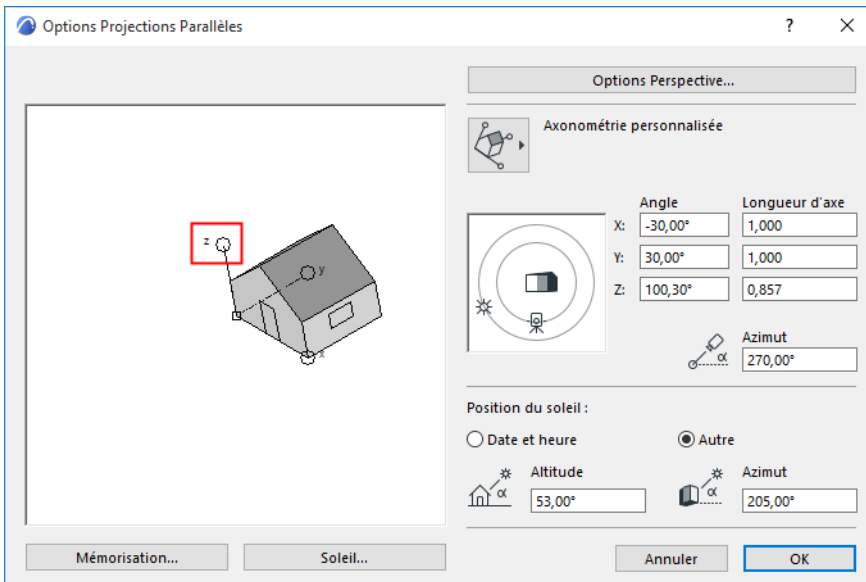 Options Projections Parallèles
?
Options Perspective...
Axonométrie personnalisée
Angle Longueur d'axe
X: -30,00° 1,000
Y: 30,00° 1,000
Z: 100,30° 0,857
z
y
x
Azimut
α 270,00°
Position du soleil :
Date et heure Autre
Altitude Azimut
α 53,00° α 205,00°
Mémorisation... Soleil... Annuler OK